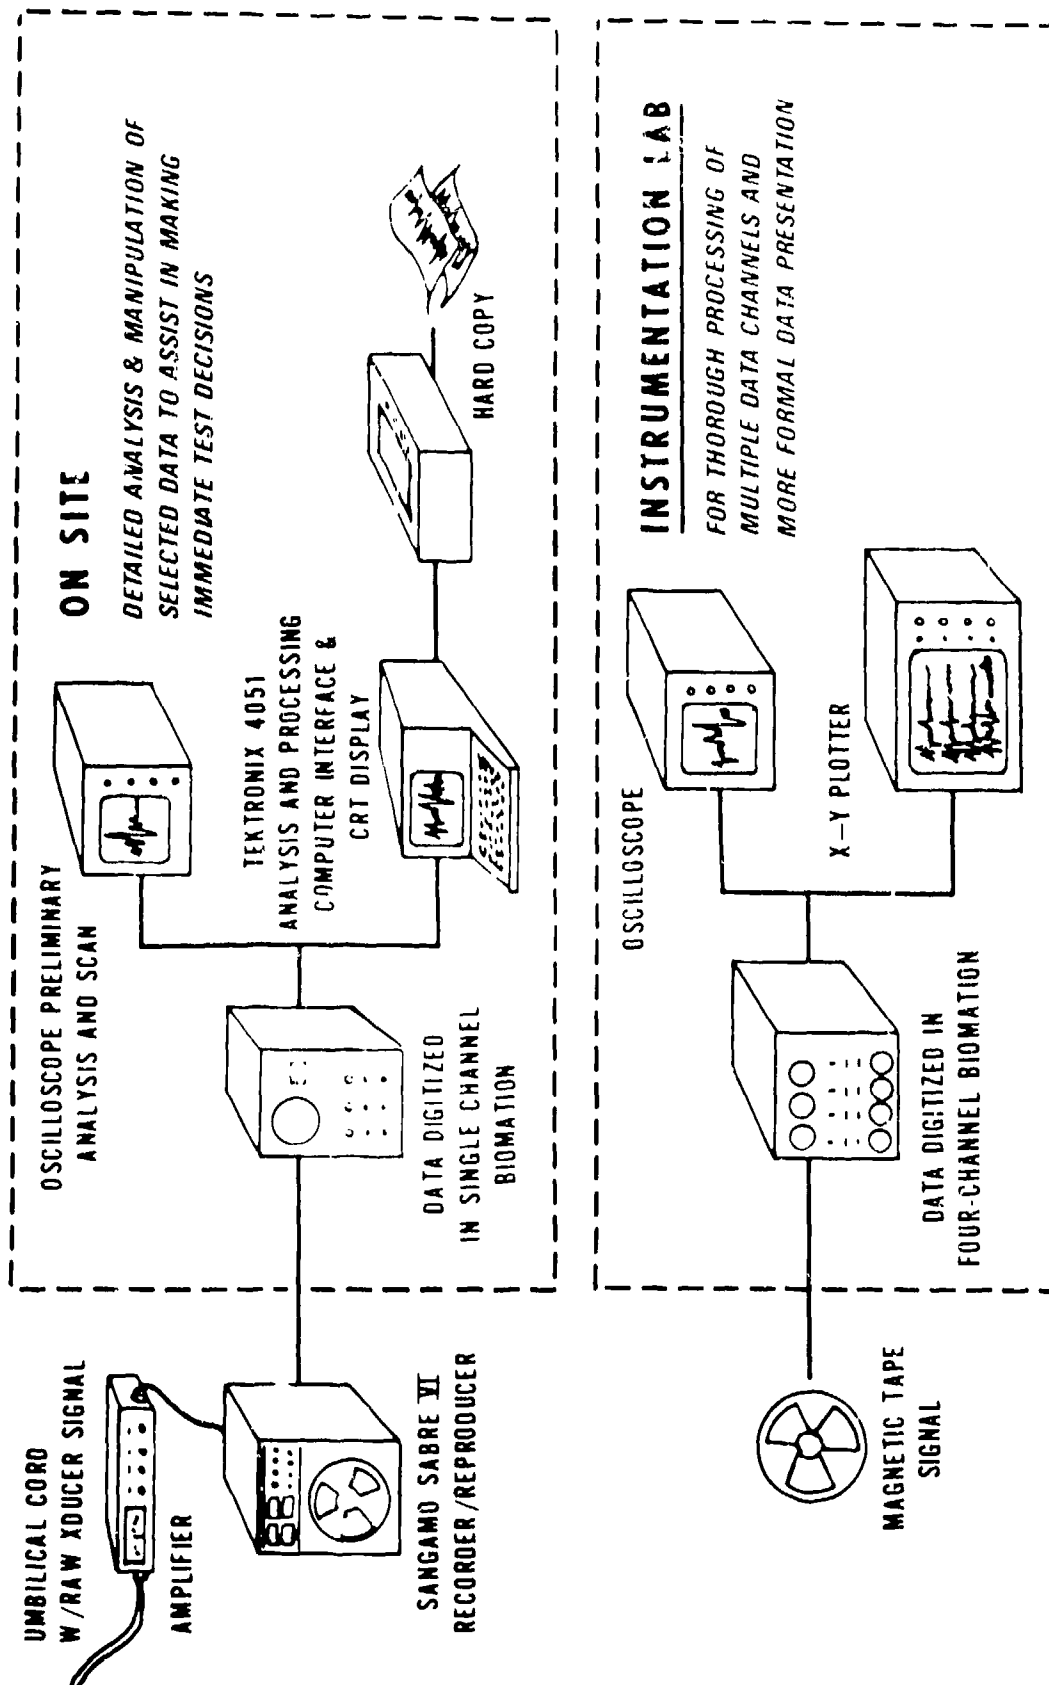 UMBILICAL CORD
W/RAW XDUCER SIGNAL
AMPLIFIER
SANGAMO SABRE VI
RECORDER/REPRODUCER
ON SITE
DETAILED ANALYSIS & MANIPULATION OF
SELECTED DATA TO ASSIST IN MAKING
IMMEDIATE TEST DECISIONS
OSCILLOSCOPE PRELIMINARY
ANALYSIS AND SCAN
DATA DIGITIZED
IN SINGLE CHANNEL
BIOMATION
TEKTRONIX 4051
ANALYSIS AND PROCESSING
COMPUTER INTERFACE &
CRT DISPLAY
HARD COPY
INSTRUMENTATION LAB
FOR THOROUGH PROCESSING OF
MULTIPLE DATA CHANNELS AND
MORE FORMAL DATA PRESENTATION
MAGNETIC TAPE
SIGNAL
DATA DIGITIZED IN
FOUR-CHANNEL BIOMATION
OSCILLOSCOPE
X-Y PLOTTER